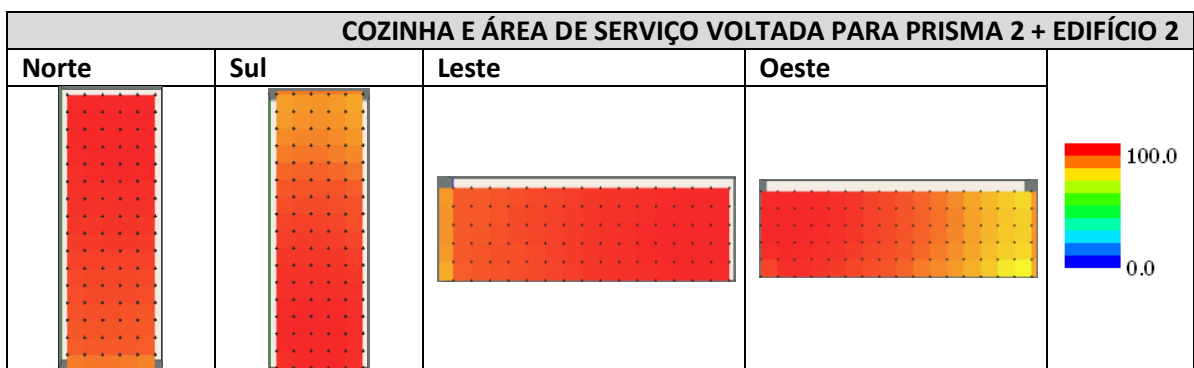 COZINHA E ÁREA DE SERVIÇO VOLTADA PARA PRISMA 2 + EDIFÍCIO 2
Norte Sul Leste Oeste
100.0
0.0